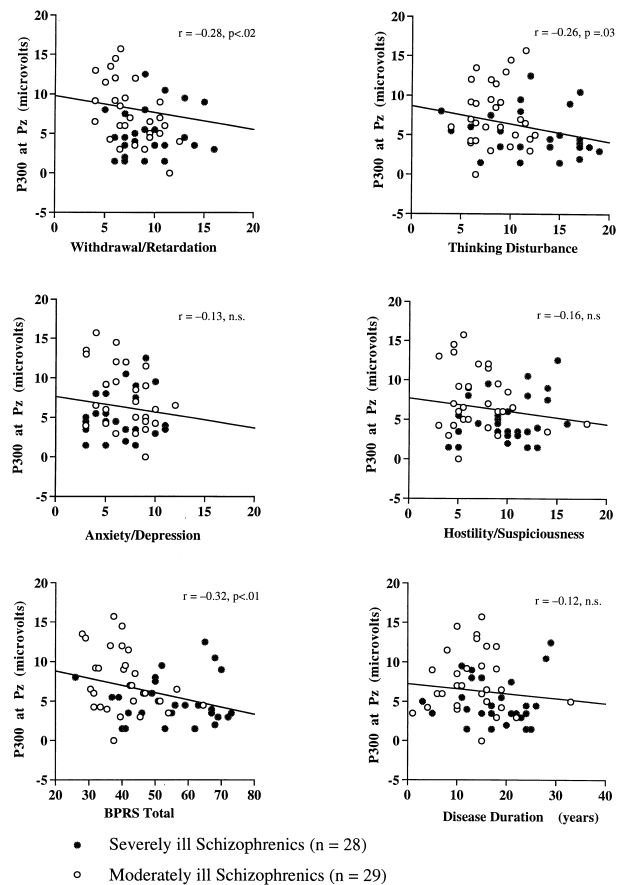 r = –0.28, p<.02
P300 at Pz (microvolts)
20
15
10
5
0
-5
0 5 10 15 20
Withdrawal/Retardation
r = –0.26, p =.03
P300 at Pz (microvolts)
20
15
10
5
0
-5
0 5 10 15 20
Thinking Disturbance
r = –0.13, n.s.
P300 at Pz (microvolts)
20
15
10
5
0
-5
0 5 10 15 20
Anxiety/Depression
r = –0.16, n.s
P300 at Pz (microvolts)
20
15
10
5
0
-5
0 5 10 15 20
Hostility/Suspiciousness
r = –0.32, p<.01
P300 at Pz (microvolts)
20
15
10
5
0
-5
20 30 40 50 60 70 80
BPRS Total
r = –0.12, n.s.
P300 at Pz (microvolts)
20
15
10
5
0
-5
0 10 20 30 40
Disease Duration (years)
Severely ill Schizophrenics (n = 28)
Moderately ill Schizophrenics (n = 29)